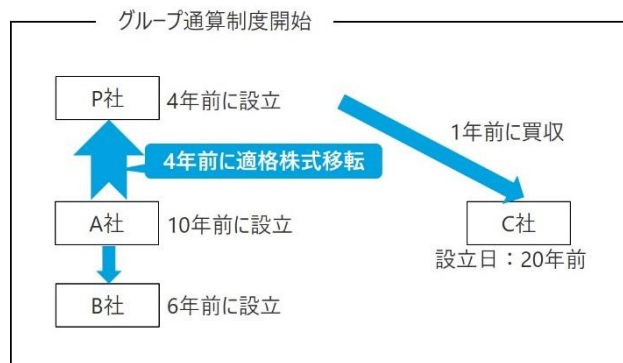 グループ通算制度開始
P社
4年前に設立
1年前に買収
4年前に適格株式移転
A社
10年前に設立
C社
設立日：20年前
B社
6年前に設立